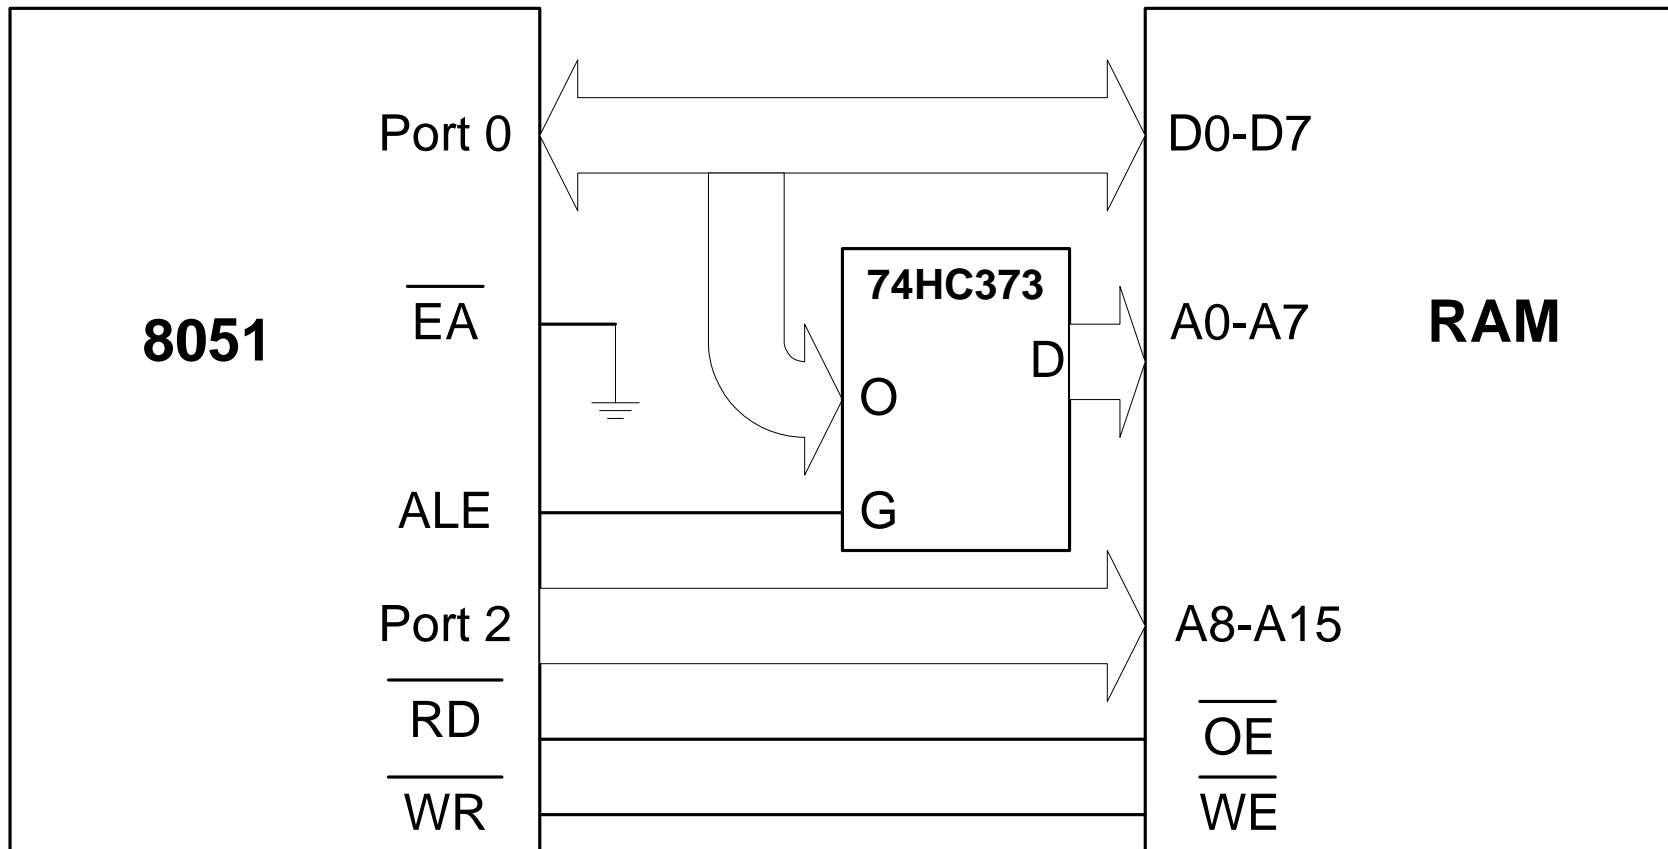 Port 0
D0-D7
74HC373
8051
EA
A0-A7
RAM
D
O
ALE
G
Port 2
A8-A15
RD
OE
WR
WE